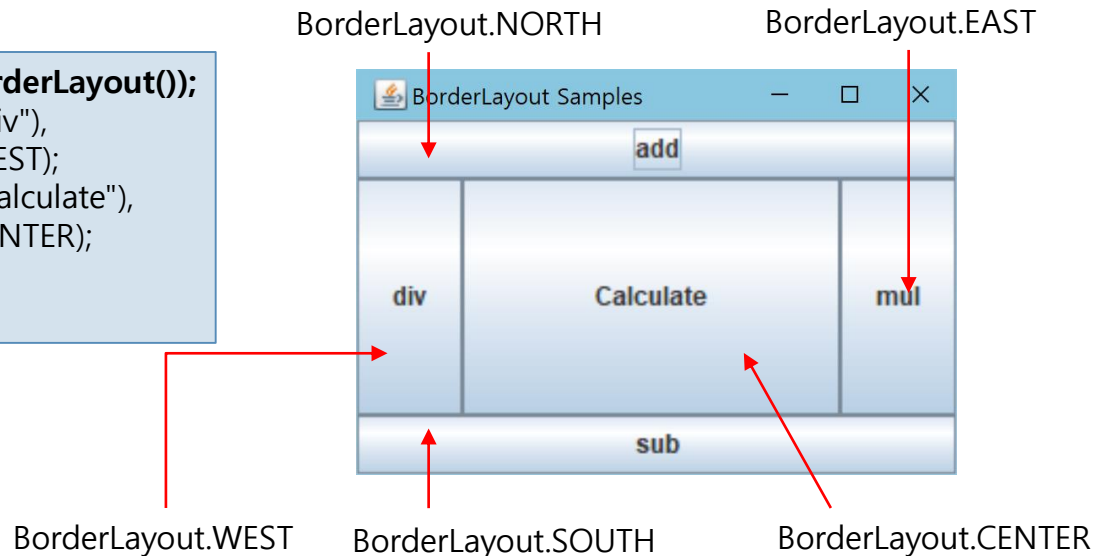 BorderLayout.NORTH
BorderLayout.EAST
rderLayout());
iv"),
EST);
alculate"),
NTER);
BorderLayout Samples
add
div
Calculate
mul
sub
BorderLayout.WEST
BorderLayout.SOUTH
BorderLayout.CENTER